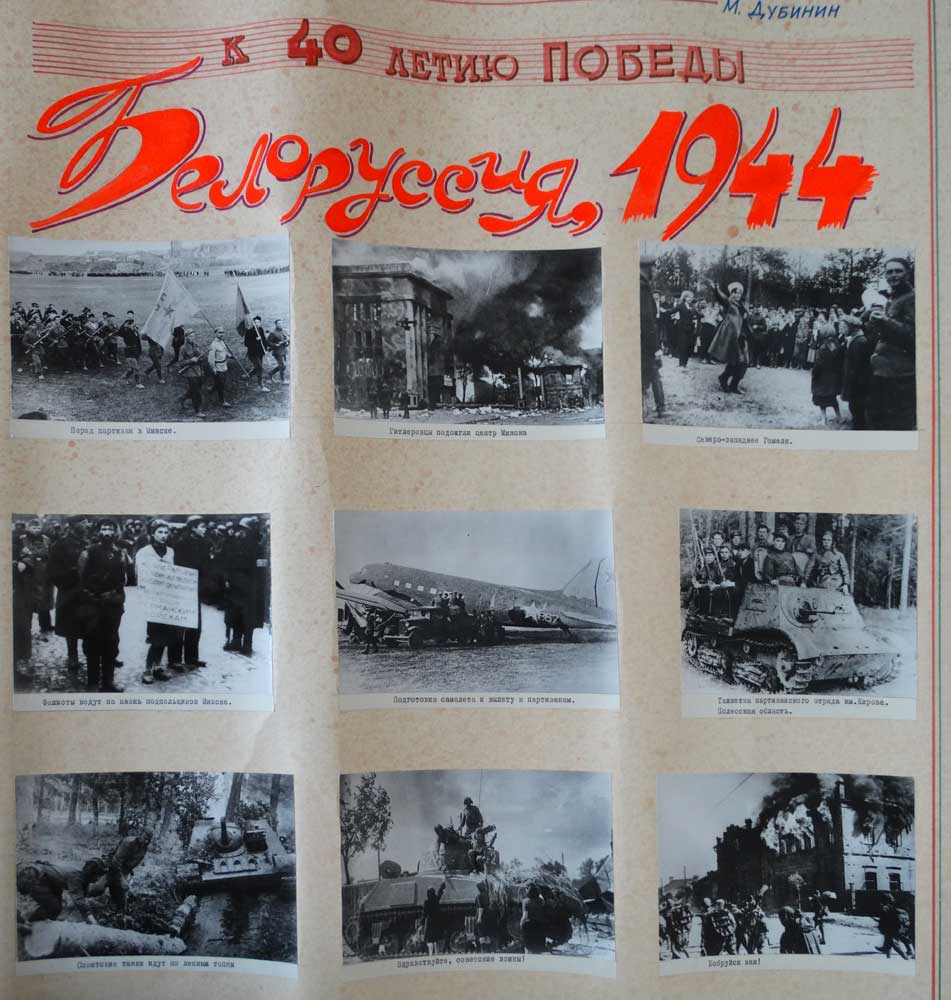 М. Дубинин
К 40 ЛЕТИЮ ПОБЕДЫ
Белоруссия, 1944
Парад партизан в Минске.
Гитлеровцы подожгли центр Минска
Северо-западнее Гомеля.
Фашисты ведут на казнь подпольщиков Минска.
Подготовка самолета к вылету к партизанам.
Танкетка партизанского отряда им.Кирова.
Полесская область.
Советские танки идут по лесным топям
Здравствуйте, советские воины!
Бобруйск наш!